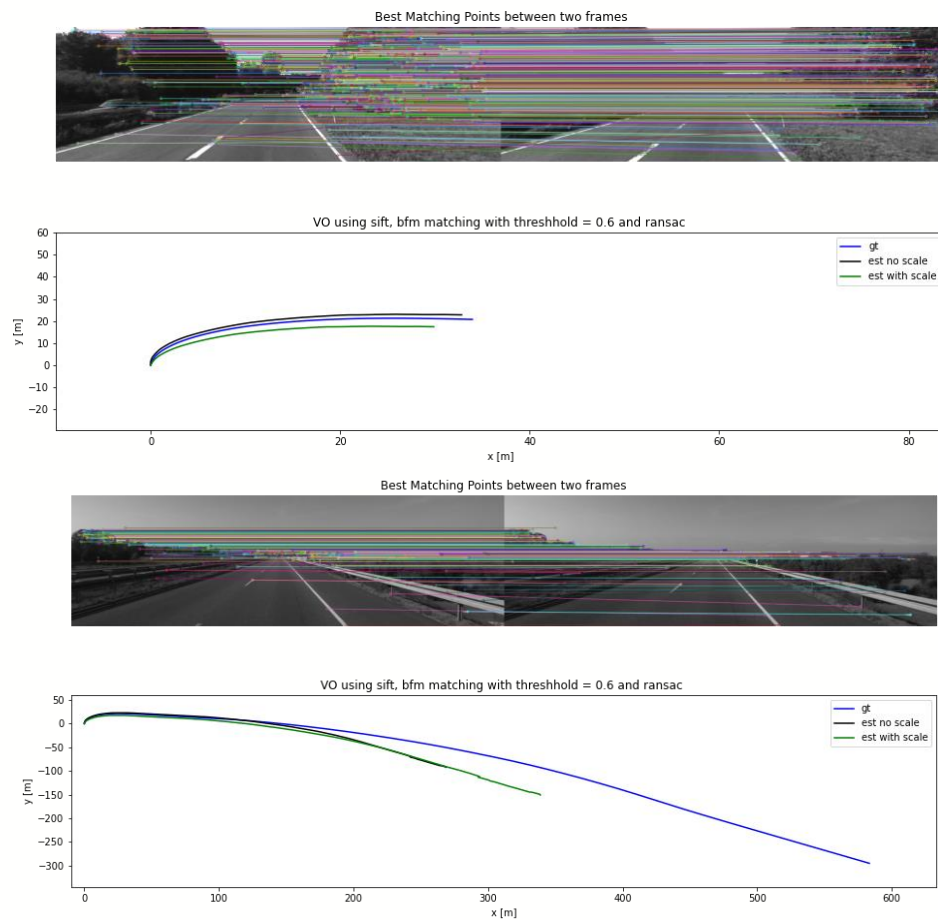 Best Matching Points between two frames
VO using sift, bfm matching with threshhold = 0.6 and ransac
60
50
40
30
20
10
0
−10
−20
y [m]
gt
est no scale
est with scale
0 20 40 60 80
x [m]
Best Matching Points between two frames
VO using sift, bfm matching with threshhold = 0.6 and ransac
50
0
−50
−100
−150
−200
−250
−300
y [m]
gt
est no scale
est with scale
0 100 200 300 400 500 600
x [m]